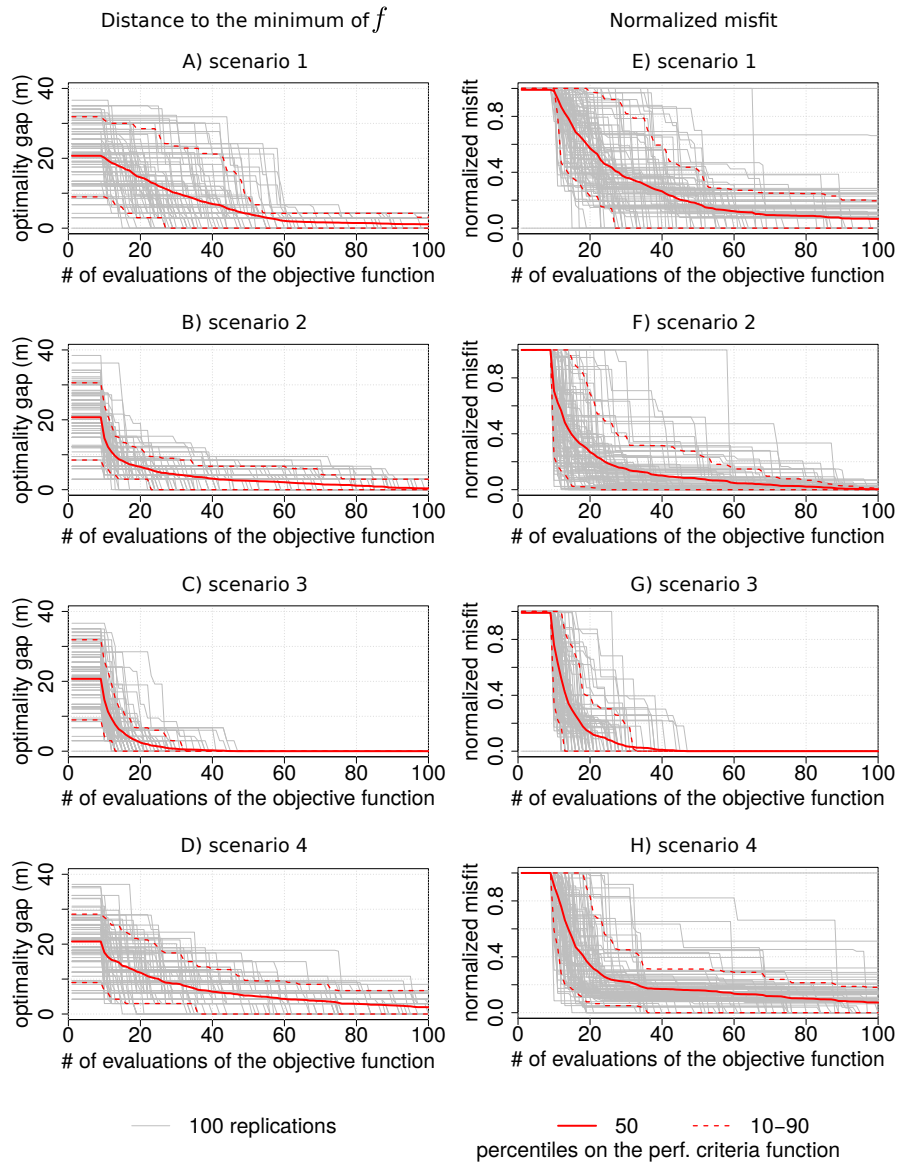 Distance to the minimum of f
Normalized misfit
A) scenario 1
E) scenario 1
optimality gap (m)
0 20 40
0 20 40 60 80 100
# of evaluations of the objective function
normalized misfit
0.0 0.4 0.8
0 20 40 60 80 100
# of evaluations of the objective function
B) scenario 2
F) scenario 2
optimality gap (m)
0 20 40
0 20 40 60 80 100
# of evaluations of the objective function
normalized misfit
0.0 0.4 0.8
0 20 40 60 80 100
# of evaluations of the objective function
C) scenario 3
G) scenario 3
optimality gap (m)
0 20 40
0 20 40 60 80 100
# of evaluations of the objective function
normalized misfit
0.0 0.4 0.8
0 20 40 60 80 100
# of evaluations of the objective function
D) scenario 4
H) scenario 4
optimality gap (m)
0 20 40
0 20 40 60 80 100
# of evaluations of the objective function
normalized misfit
0.0 0.4 0.8
0 20 40 60 80 100
# of evaluations of the objective function
100 replications
50
10−90
percentiles on the perf. criteria function